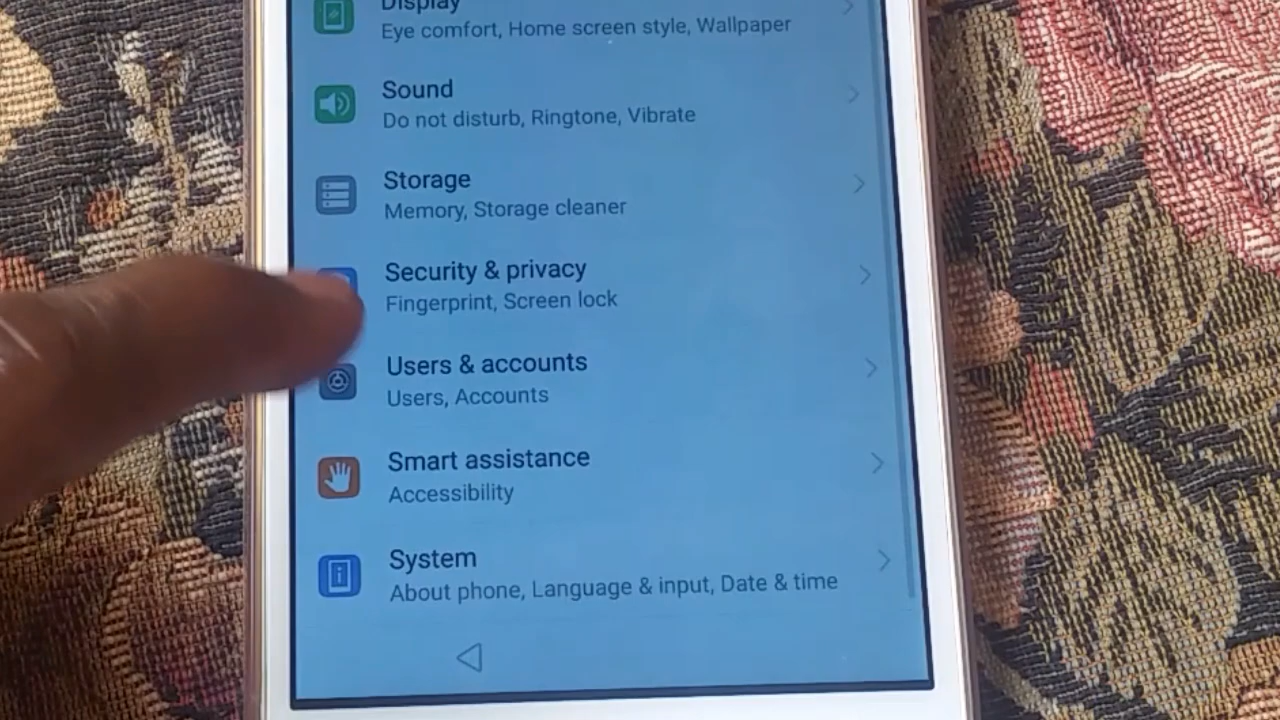 Display
Eye comfort, Home screen style, Wallpaper
Sound
Do not disturb, Ringtone, Vibrate
Storage
Memory, Storage cleaner
Security & privacy
Fingerprint, Screen lock
Users & accounts
Users, Accounts
Smart assistance
Accessibility
System
About phone, Language & input, Date & time